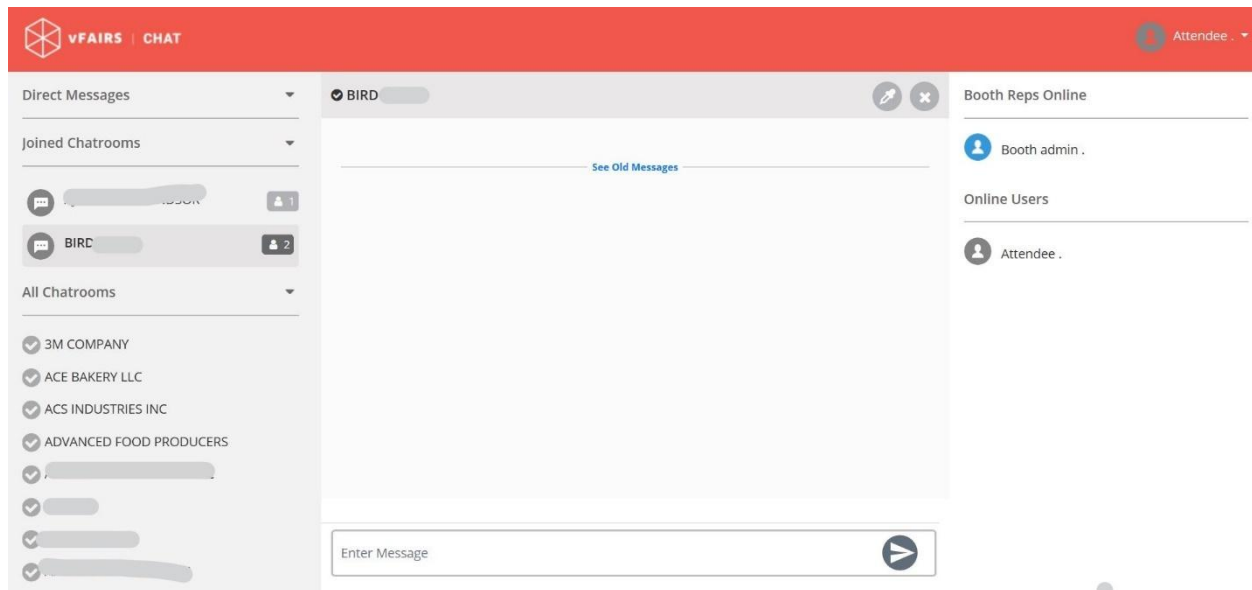 vFAIRS | CHAT
Attendee .
Direct Messages
Joined Chatrooms
1
BIRD
2
All Chatrooms
3M COMPANY
ACE BAKERY LLC
ACS INDUSTRIES INC
ADVANCED FOOD PRODUCERS
BIRD
See Old Messages
Enter Message
Booth Reps Online
Booth admin .
Online Users
Attendee .